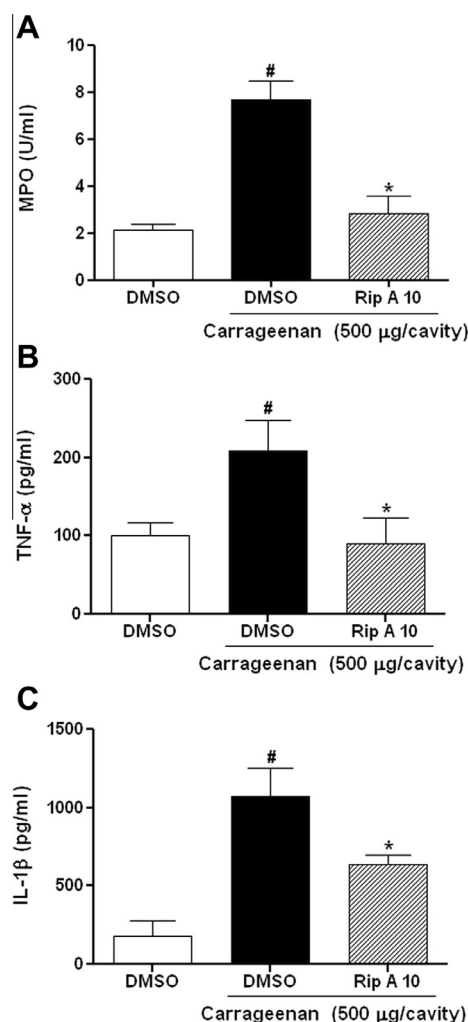 A
MPO (U/ml)
10
8
6
4
2
0
#
*
DMSO DMSO Rip A 10
Carrageenan (500 µg/cavity)
B
TNF-α (pg/ml)
300
200
100
0
#
*
DMSO DMSO Rip A 10
Carrageenan (500 µg/cavity)
C
IL-1β (pg/ml)
1500
1000
500
0
#
*
DMSO DMSO Rip A 10
Carrageenan (500 µg/cavity)